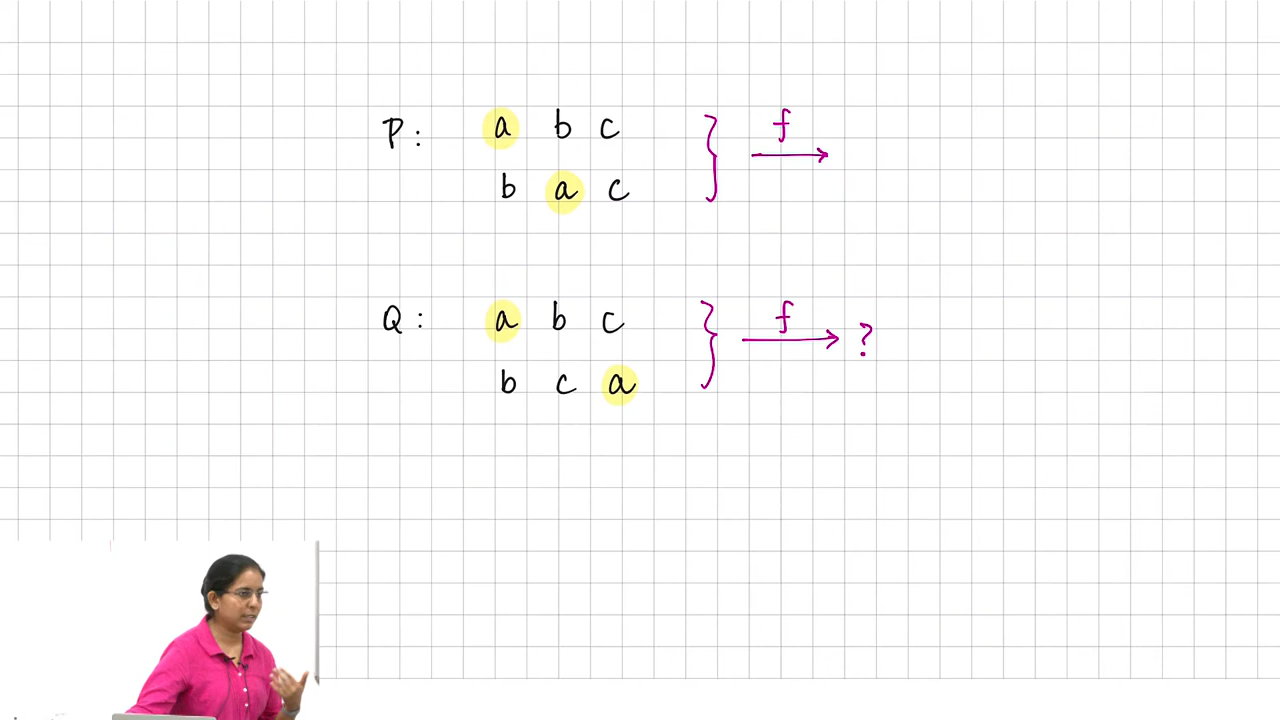 P: a b c } f →
b a c
Q: a b c } f → ?
b c a